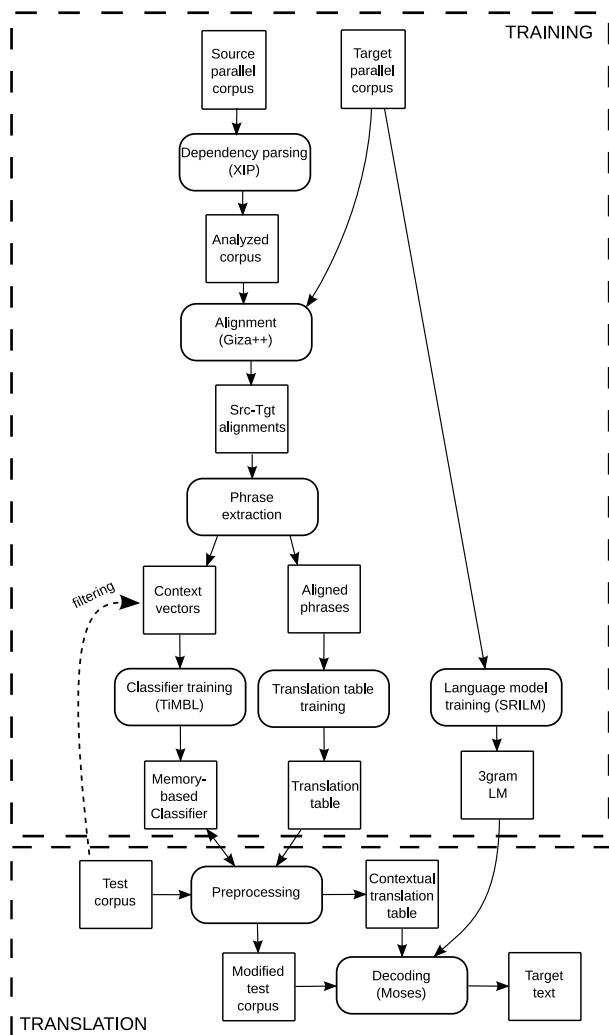 TRAINING
Source
parallel
corpus
Target
parallel
corpus
Dependency parsing
(XIP)
Analyzed
corpus
Alignment
(Giza++)
Src-Tgt
alignments
Phrase
extraction
filtering
Context
vectors
Aligned
phrases
Classifier training
(TiMBL)
Translation table
training
Language model
training (SRILM)
Memory-
based
Classifier
Translation
table
3gram
LM
Test
corpus
Preprocessing
Contextual
translation
table
Modified
test
corpus
Decoding
(Moses)
Target
text
TRANSLATION